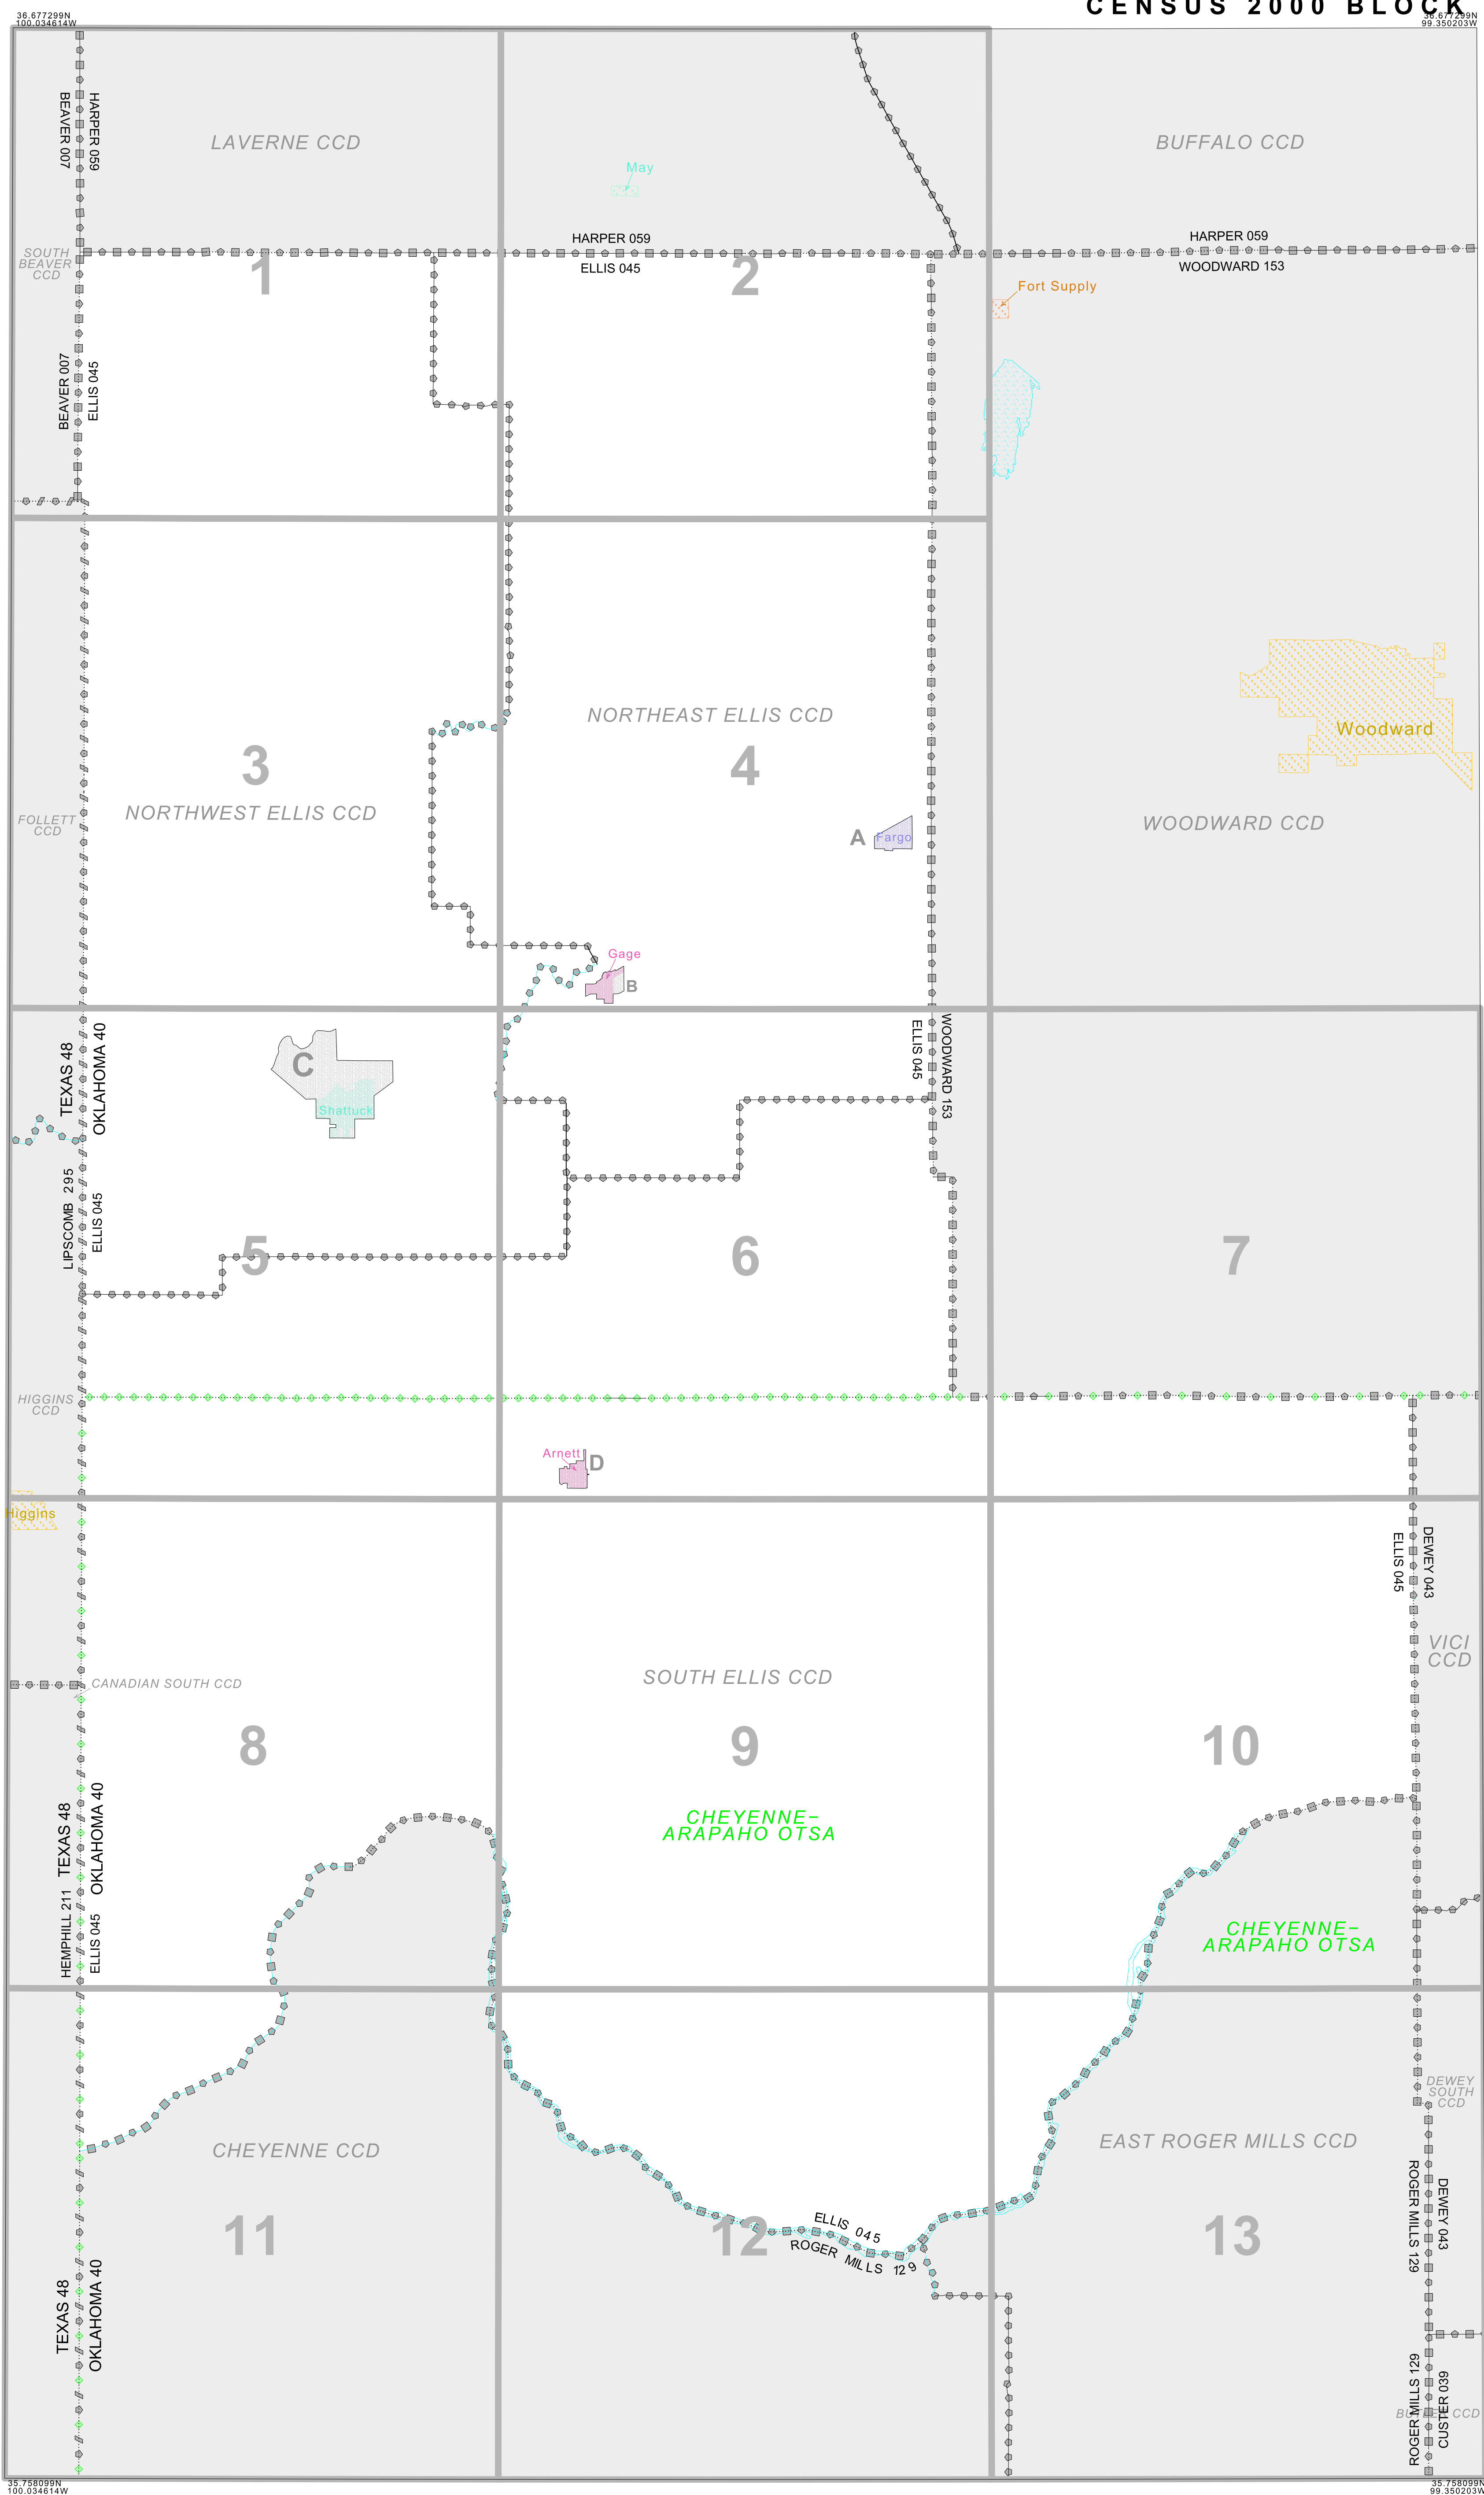 CENSUS 2000 BLOCK
36.677299N
100.034614W
36.677299N
99.350203W
BEAVER 007
HARPER 059
LAVERNE CCD
BUFFALO CCD
May
HARPER 059
ELLIS 045
HARPER 059
WOODWARD 153
SOUTH
BEAVER
CCD
1
2
Fort Supply
BEAVER 007
ELLIS 045
NORTHEAST ELLIS CCD
Woodward
3
4
NORTHWEST ELLIS CCD
FOLLETT
CCD
WOODWARD CCD
A
Fargo
Gage
B
TEXAS 48
OKLAHOMA 40
C
Shattuck
ELLIS 045
WOODWARD 153
LIPSCOMB 295
ELLIS 045
5
6
7
HIGGINS
CCD
Arnett
D
Higgins
ELLIS 045
DEWEY 043
VICI
CCD
SOUTH ELLIS CCD
CANADIAN SOUTH CCD
8
9
10
CHEYENNE-
ARAPAHO OTSA
TEXAS 48
OKLAHOMA 40
HEMPHILL 211
ELLIS 045
CHEYENNE-
ARAPAHO OTSA
DEWEY
SOUTH
CCD
CHEYENNE CCD
EAST ROGER MILLS CCD
11
12
13
ELLIS 045
ROGER MILLS 129
ROGER MILLS 129
DEWEY 043
TEXAS 48
OKLAHOMA 40
ROGER MILLS 129
CUSTER 039
BUTLER CCD
35.758099N
100.034614W
35.758099N
99.350203W